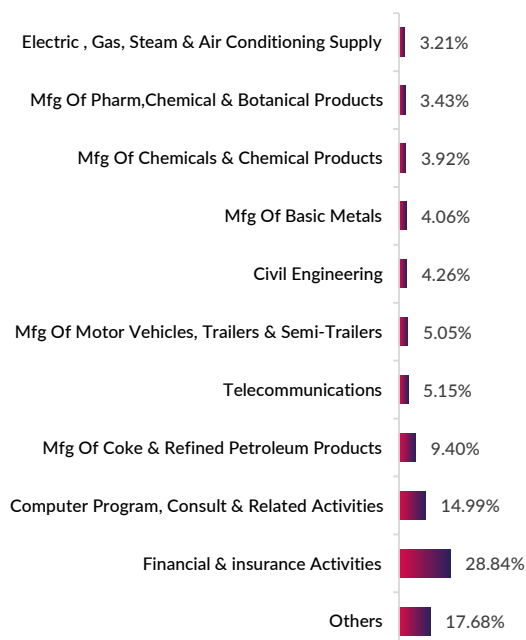 Electric , Gas, Steam & Air Conditioning Supply 3.21%
Mfg Of Pharm,Chemical & Botanical Products 3.43%
Mfg Of Chemicals & Chemical Products 3.92%
Mfg Of Basic Metals 4.06%
Civil Engineering 4.26%
Mfg Of Motor Vehicles, Trailers & Semi-Trailers 5.05%
Telecommunications 5.15%
Mfg Of Coke & Refined Petroleum Products 9.40%
Computer Program, Consult & Related Activities 14.99%
Financial & insurance Activities 28.84%
Others 17.68%